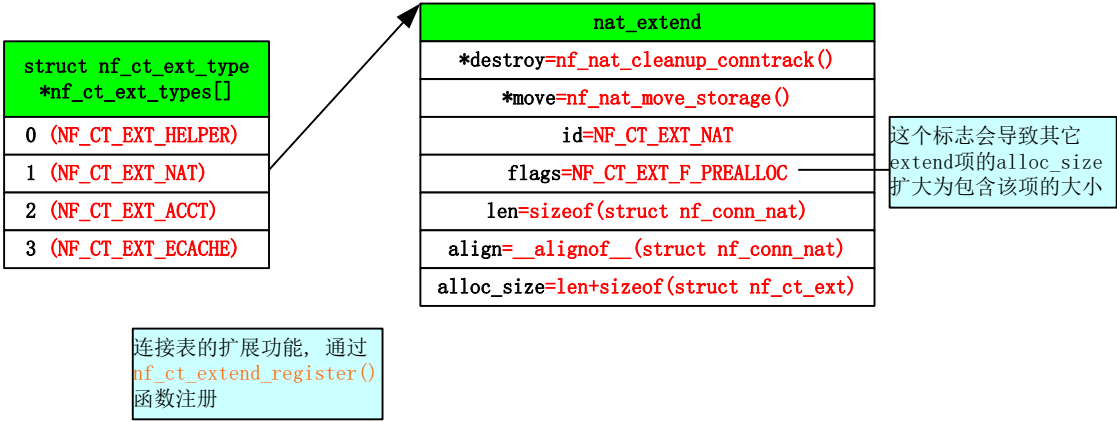 struct nf_ct_ext_type
*nf_ct_ext_types[]
0 (NF_CT_EXT_HELPER)
1 (NF_CT_EXT_NAT)
2 (NF_CT_EXT_ACCT)
3 (NF_CT_EXT_ECACHE)
nat_extend
*destroy=nf_nat_cleanup_conntrack()
*move=nf_nat_move_storage()
id=NF_CT_EXT_NAT
flags=NF_CT_EXT_F_PREALLOC
len=sizeof(struct nf_conn_nat)
align=__alignof__(struct nf_conn_nat)
alloc_size=len+sizeof(struct nf_ct_ext)
这个标志会导致其它
extend项的alloc_size
扩大为包含该项的大小
连接表的扩展功能, 通过
nf_ct_extend_register()
函数注册